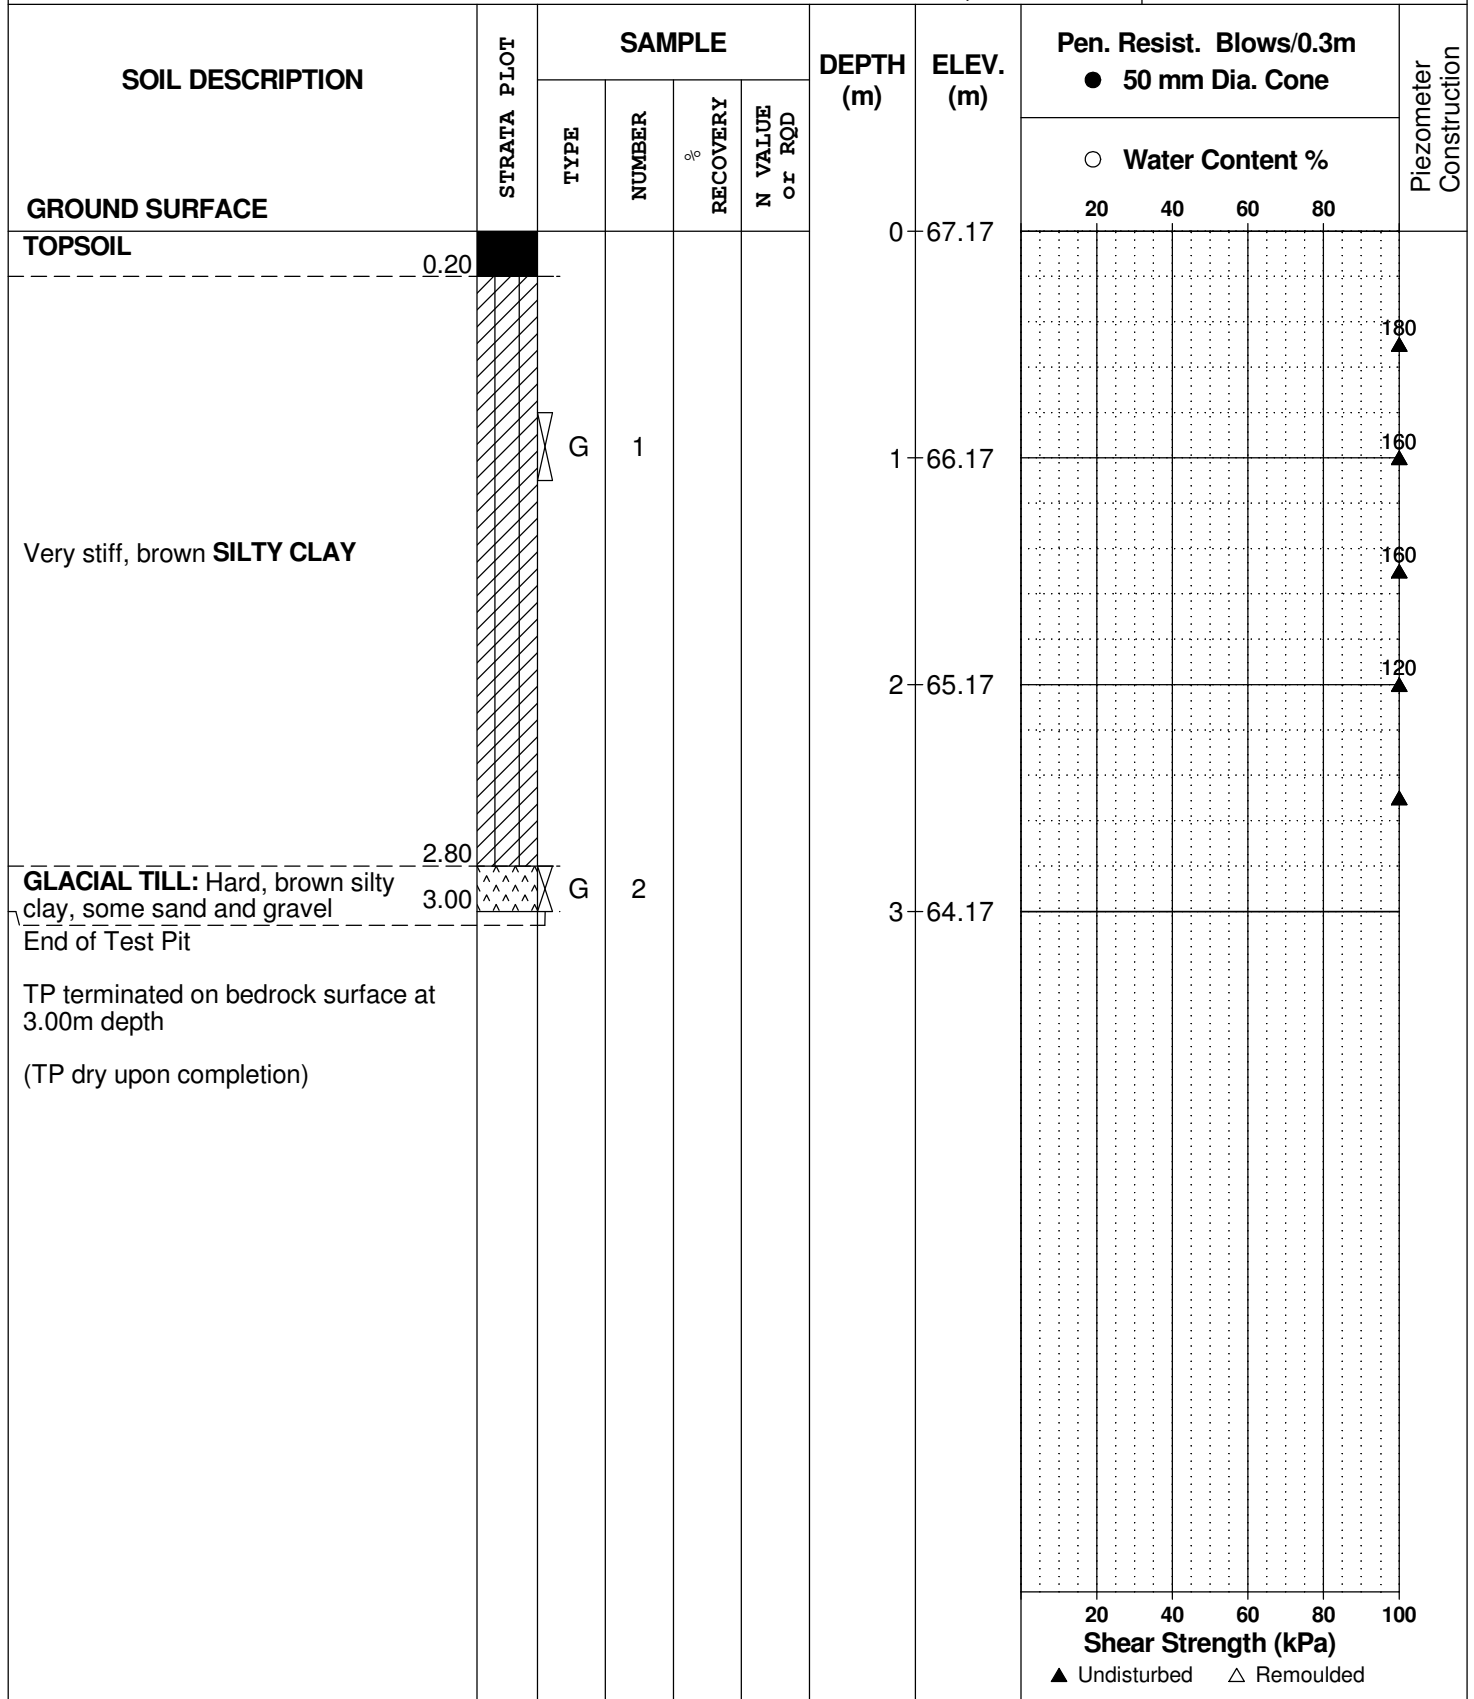 SOIL DESCRIPTION
GROUND SURFACE
STRATA PLOT
SAMPLE
TYPE
NUMBER
%
RECOVERY
N VALUE
or RQD
DEPTH
(m)
ELEV.
(m)
Pen. Resist. Blows/0.3m
● 50 mm Dia. Cone
○ Water Content %
20 40 60 80
Piezometer
Construction
TOPSOIL
0.20
0 67.17
180
G 1
1 66.17
160
Very stiff, brown SILTY CLAY
160
2 65.17
120
2.80
GLACIAL TILL: Hard, brown silty
clay, some sand and gravel
3.00
G 2
3 64.17
End of Test Pit
TP terminated on bedrock surface at
3.00m depth
(TP dry upon completion)
20 40 60 80 100
Shear Strength (kPa)
▲ Undisturbed △ Remoulded